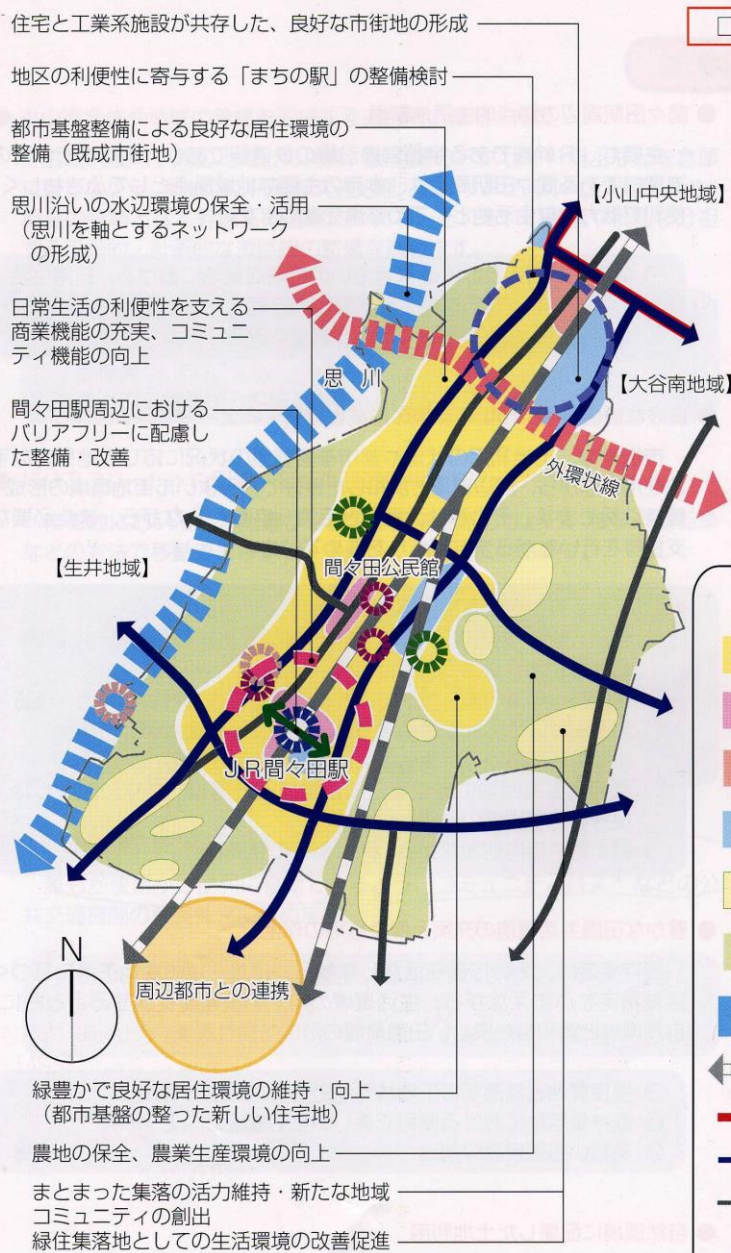 住宅と工業系施設が共存した、良好な市街地の形成
地区の利便性に寄与する「まちの駅」の整備検討
都市基盤整備による良好な居住環境の
整備（既成市街地）
思川沿いの水辺環境の保全・活用
（思川を軸とするネットワーク
の形成）
日常生活の利便性を支える
商業機能の充実、コミュニ
ティ機能の向上
間々田駅周辺における
バリアフリーに配慮し
た整備・改善
【小山中央地域】
思川
【大谷南地域】
外環状線
【生井地域】
間々田公民館
ＪＲ間々田駅
N
周辺都市との連携
緑豊かで良好な居住環境の維持・向上
（都市基盤の整った新しい住宅地）
農地の保全、農業生産環境の向上
まとまった集落の活力維持・新たな地域
コミュニティの創出
緑住集落地としての生活環境の改善促進